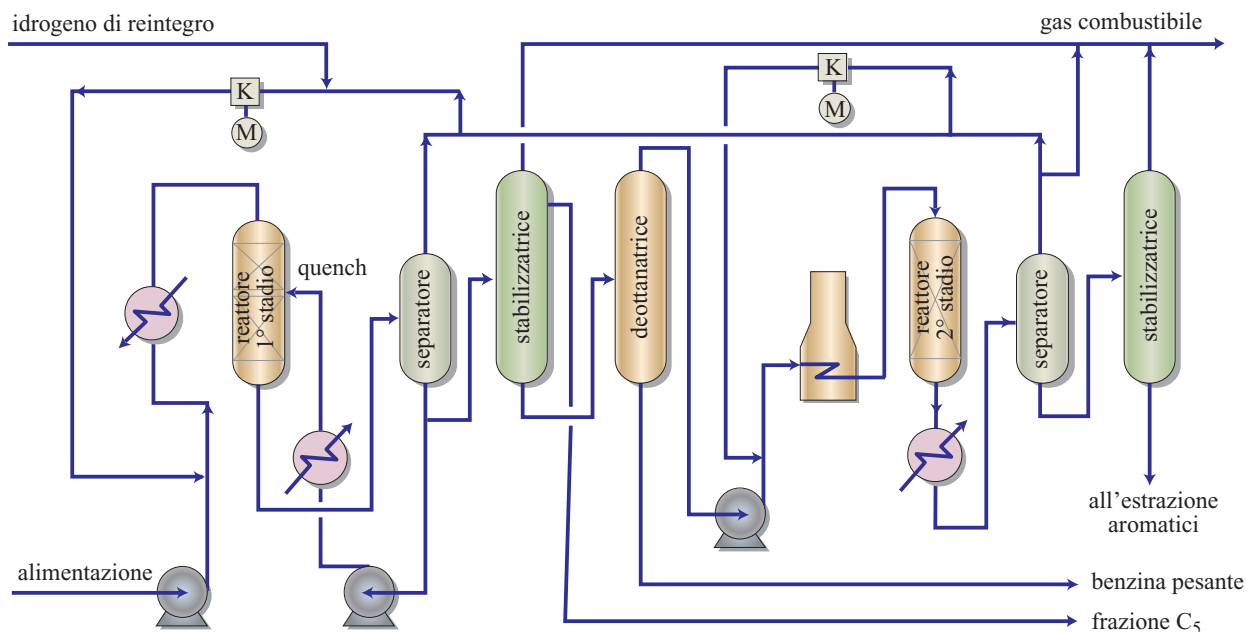 idrogeno di reintegro
gas combustibile
K
M
K
M
quench
reattore
1° stadio
separatore
stabilizzatrice
deottanatrice
reattore
2° stadio
separatore
stabilizzatrice
all'estrazione
aromatici
alimentazione
benzina pesante
frazione C₅